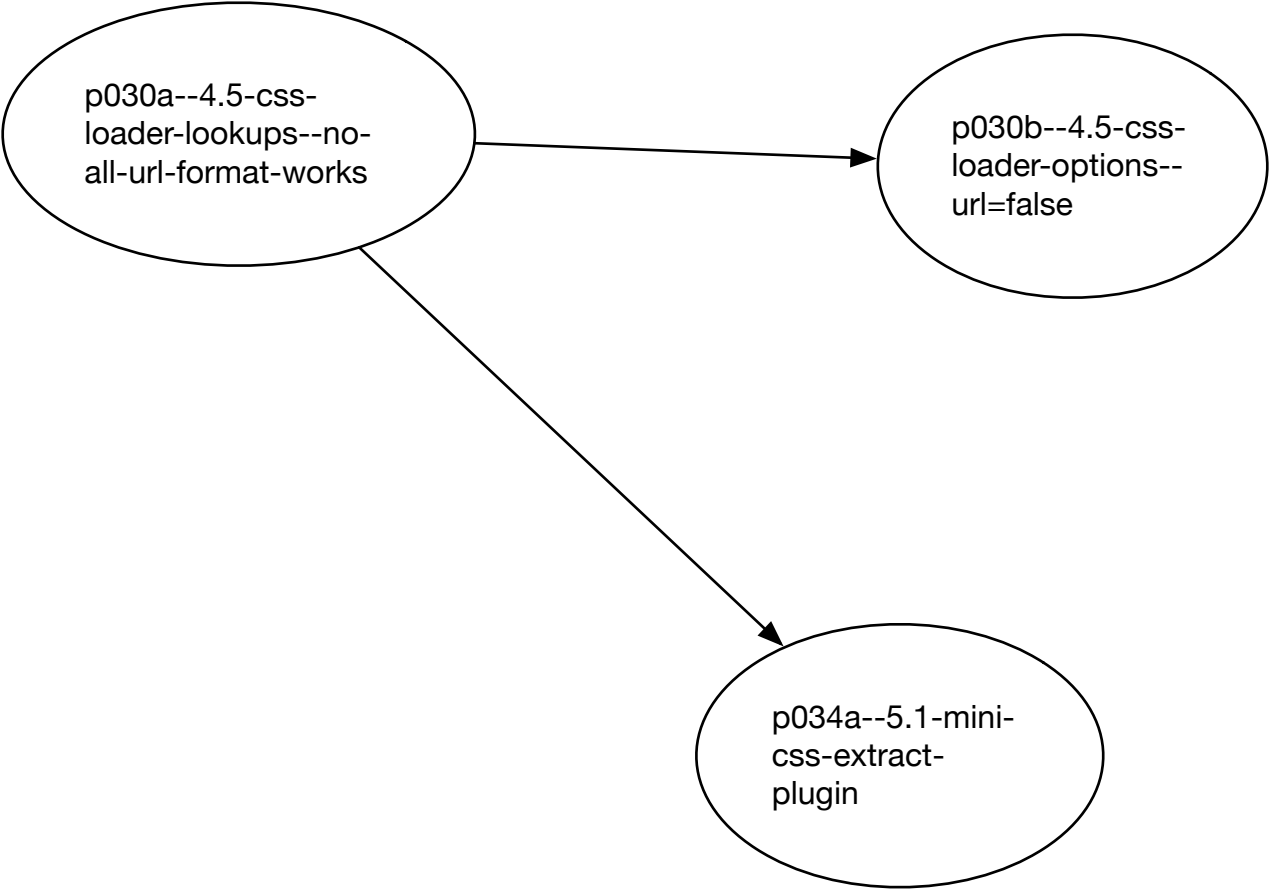 p030a--4.5-css-
loader-lookups--no-
all-url-format-works
p030b--4.5-css-
loader-options--
url=false
p034a--5.1-mini-
css-extract-
plugin